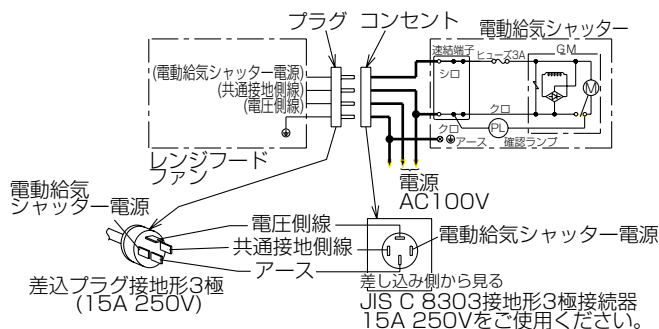 プラグ コンセント
電動給気シャッター
速結端子 ヒューズ3A
GM
シロ
(電動給気シャッター電源)
(共通接地側線)
(電圧側線)
M
クロ
PL
クロ
アース 確認ランプ
レンジフード
ファン
電源
AC100V
電動給気
シャッター電源
電圧側線
共通接地側線
アース
電動給気シャッター電源
差込プラグ接地形3極
(15A 250V)
差し込み側から見る
JIS C 8303接地形3極接続器
15A 250Vをご使用ください。